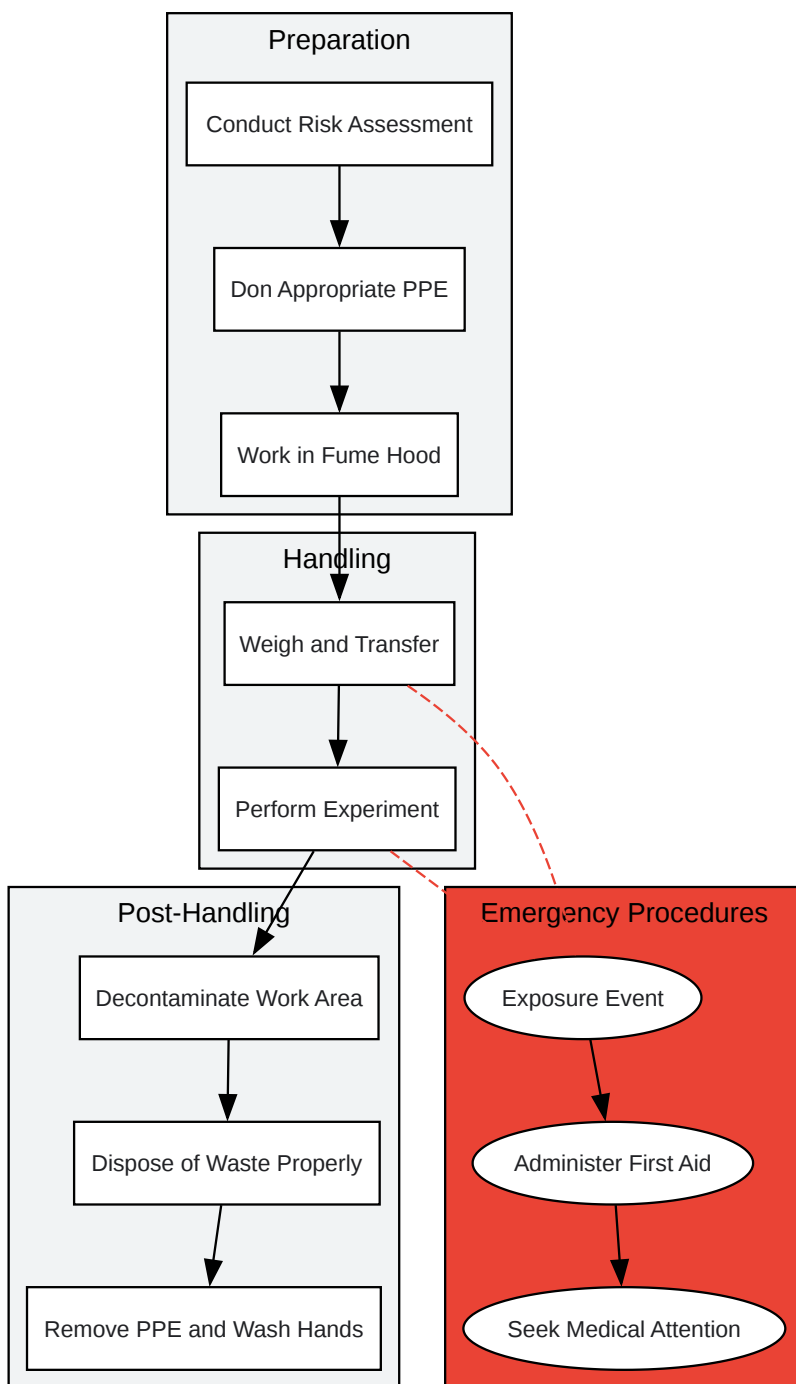 Preparation
Conduct Risk Assessment
Don Appropriate PPE
Work in Fume Hood
Handling
Weigh and Transfer
Perform Experiment
Post-Handling
Decontaminate Work Area
Dispose of Waste Properly
Remove PPE and Wash Hands
Emergency Procedures
Exposure Event
Administer First Aid
Seek Medical Attention